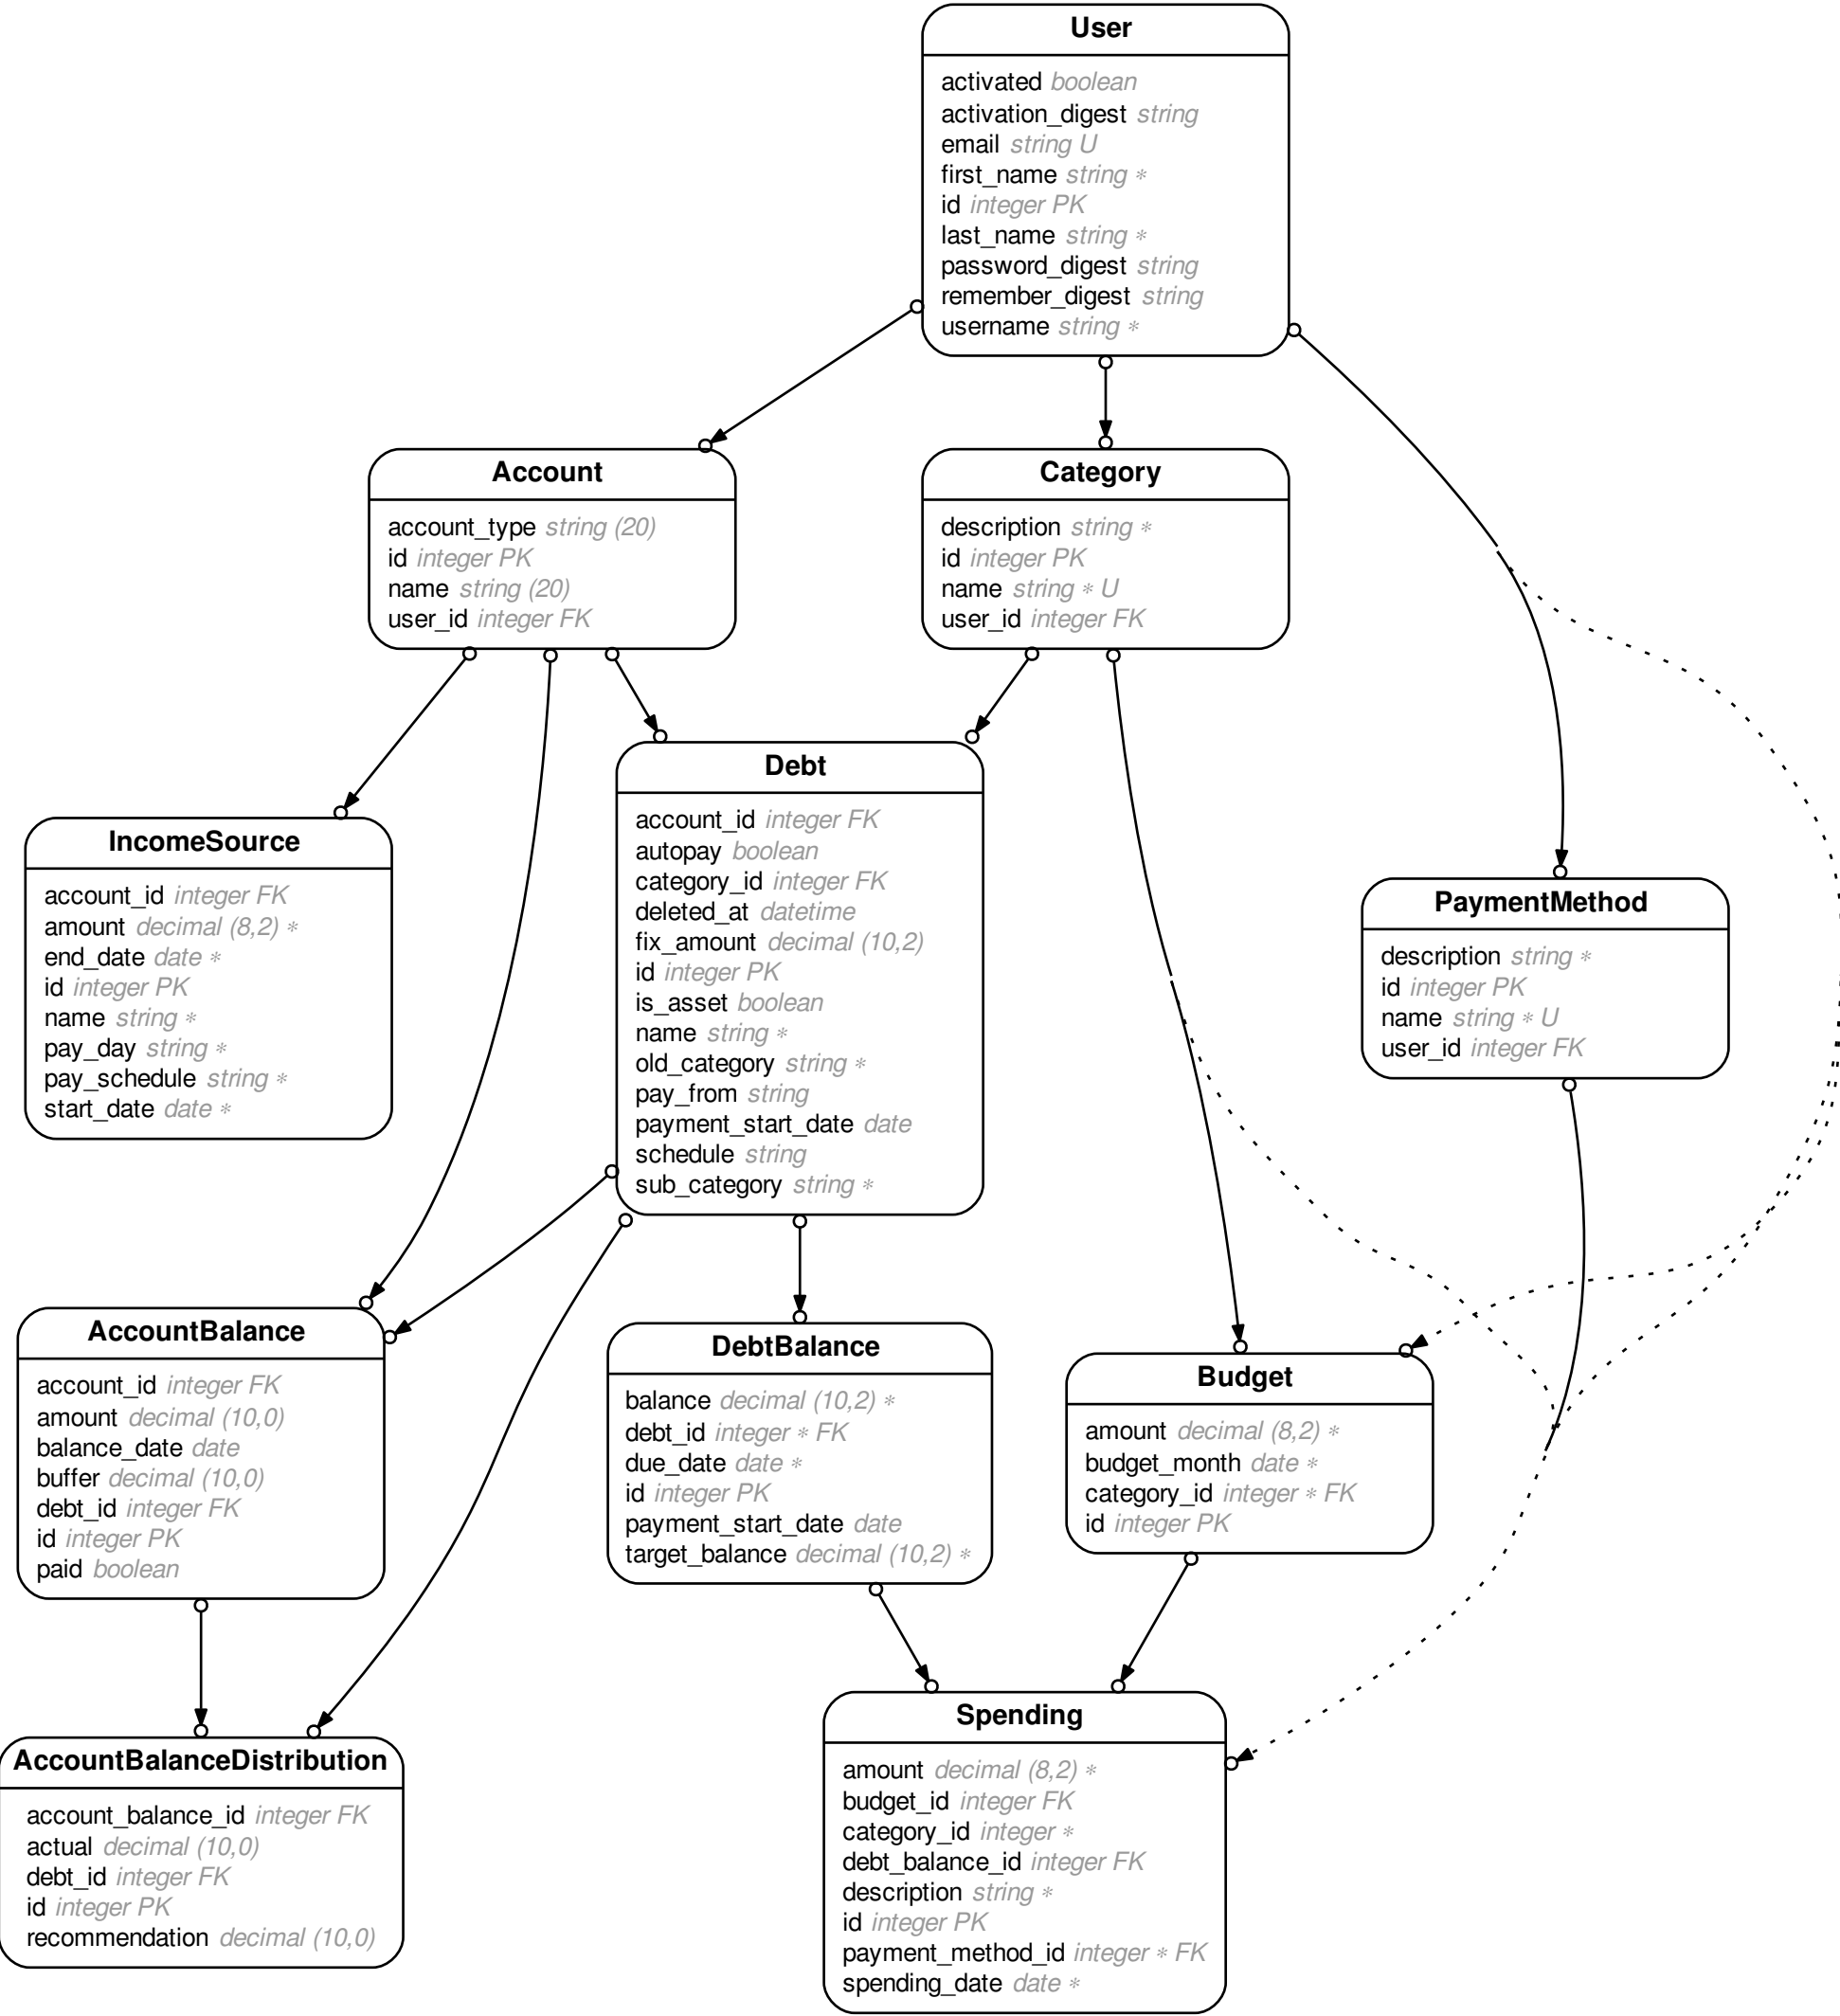 User
activated boolean
activation_digest string
email string U
first_name string *
id integer PK
last_name string *
password_digest string
remember_digest string
username string *
Account
account_type string (20)
id integer PK
name string (20)
user_id integer FK
Category
description string *
id integer PK
name string * U
user_id integer FK
Debt
account_id integer FK
autopay boolean
category_id integer FK
deleted_at datetime
fix_amount decimal (10,2)
id integer PK
is_asset boolean
name string *
old_category string *
pay_from string
payment_start_date date
schedule string
sub_category string *
IncomeSource
account_id integer FK
amount decimal (8,2) *
end_date date *
id integer PK
name string *
pay_day string *
pay_schedule string *
start_date date *
PaymentMethod
description string *
id integer PK
name string * U
user_id integer FK
AccountBalance
account_id integer FK
amount decimal (10,0)
balance_date date
buffer decimal (10,0)
debt_id integer FK
id integer PK
paid boolean
DebtBalance
balance decimal (10,2) *
debt_id integer * FK
due_date date *
id integer PK
payment_start_date date
target_balance decimal (10,2) *
Budget
amount decimal (8,2) *
budget_month date *
category_id integer * FK
id integer PK
AccountBalanceDistribution
account_balance_id integer FK
actual decimal (10,0)
debt_id integer FK
id integer PK
recommendation decimal (10,0)
Spending
amount decimal (8,2) *
budget_id integer FK
category_id integer *
debt_balance_id integer FK
description string *
id integer PK
payment_method_id integer * FK
spending_date date *